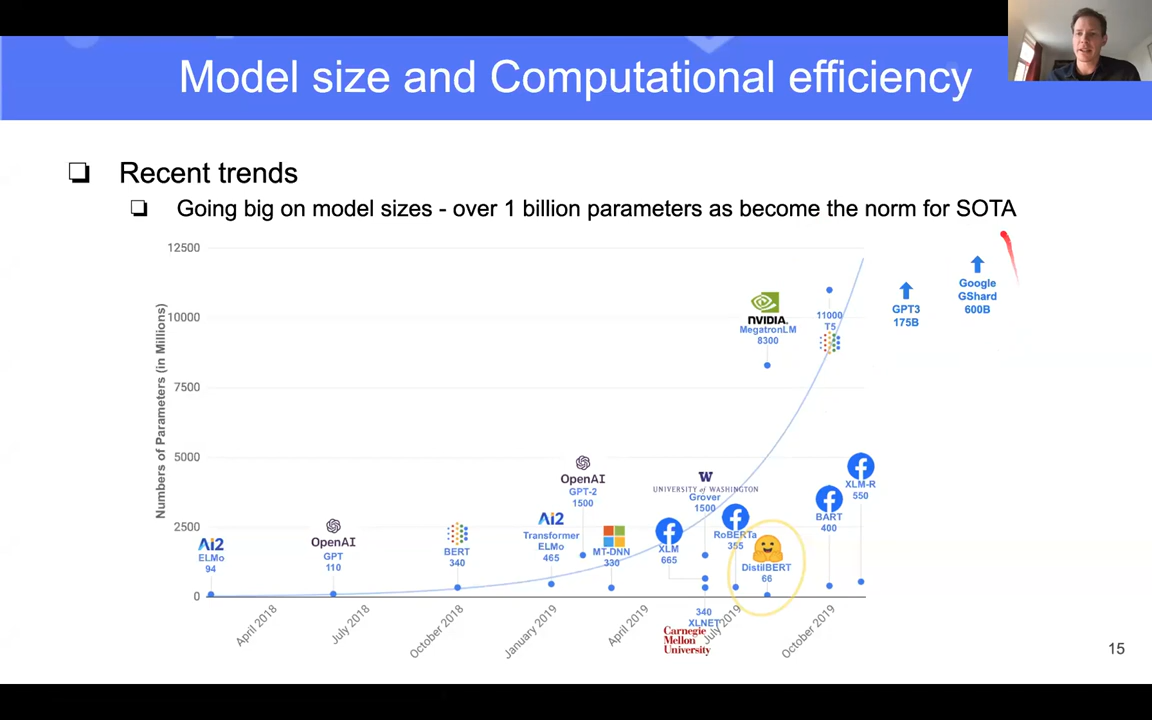 Model size and Computational efficiency
Recent trends
Going big on model sizes - over 1 billion parameters as become the norm for SOTA
Numbers of Parameters (in Millions)
12500
10000
7500
5000
2500
0
April 2018
July 2018
October 2018
January 2019
April 2019
July 2019
October 2019
Ai2
ELMo
94
OpenAI
GPT
110
BERT
340
Ai2
Transformer
ELMo
465
OpenAI
GPT-2
1500
MT-DNN
330
XLM
665
W
UNIVERSITY of WASHINGTON
Grover
1500
340
XLNET
Carnegie
Mellon
University
RoBERTa
355
DistilBERT
66
NVIDIA.
MegatronLM
8300
11000
T5
BART
400
XLM-R
550
GPT3
175B
Google
GShard
600B
15